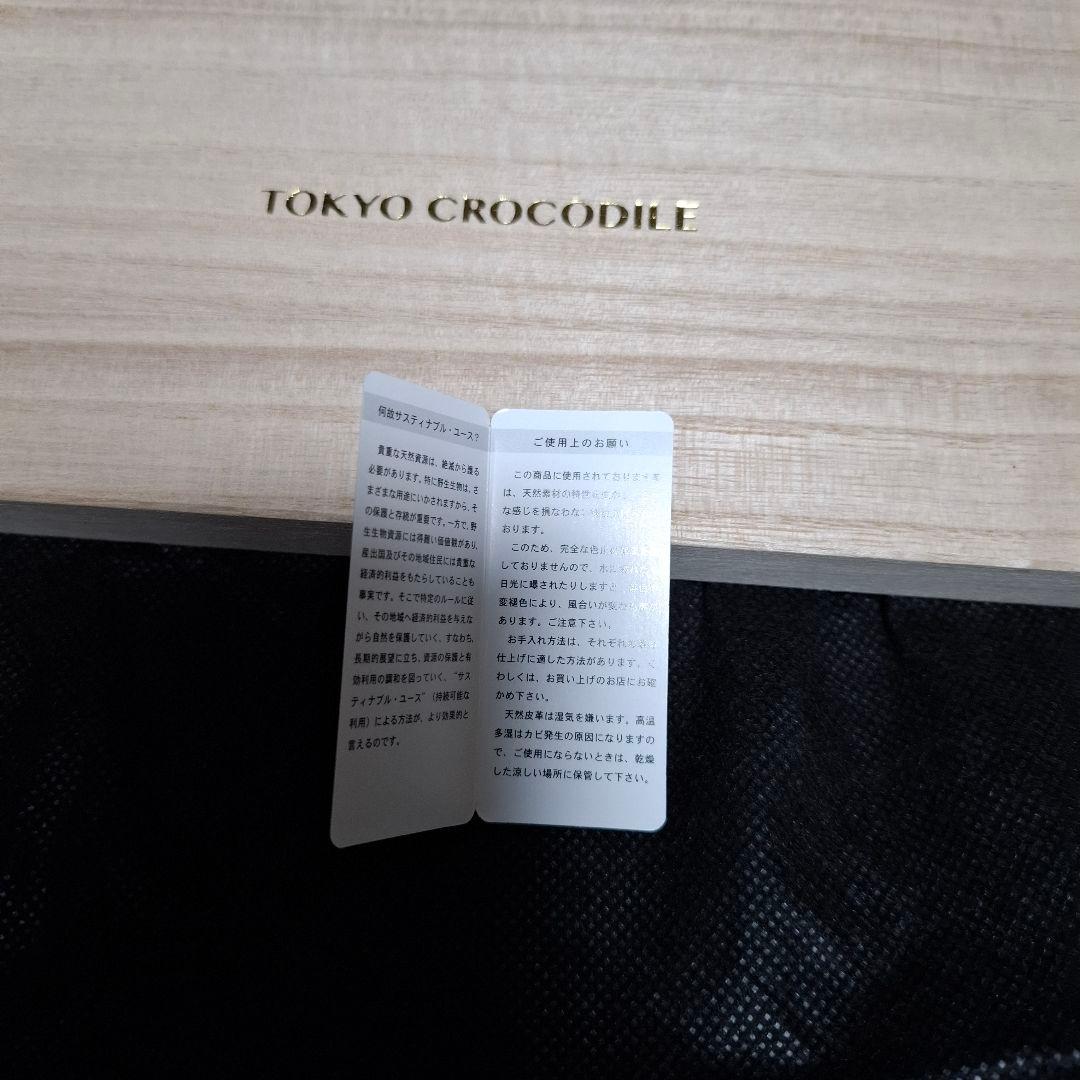 TOKYO CROCODILE
何故サスティナブル・ユース?
貴重な天然資源は、絶滅から護る
必要があります。特に野生生物は、さ
まざまな用途にいかされますから、そ
の保護と存続が重要です。一方で、野
生生物資源には得難い価値観があり、
産出国及びその地域住民には貴重な
経済的利益をもたらしていることも
事実です。そこで特定のルールに従
い、その地域へ経済的利益を与えな
がら自然を保護していく、すなわち、
長期的展望に立ち、資源の保護と有
効利用の調和を図っていく、“サス
ティナブル・ユース”(持続可能な
利用)による方法が、より効果的と
言えるのです。
ご使用上のお願い
この商品に使用されております革
は、天然素材の特性を
な感じを損なわない
おります。
このため、完全な色止め
しておりませんので、水に
日光に曝されたりしますと、
変褪色により、風合いが変
あります。ご注意下さい。
お手入れ方法は、それぞれ
仕上げに適した方法があります。く
わしくは、お買い上げのお店にお確
かめ下さい。
天然皮革は湿気を嫌います。高温
多湿はカビ発生の原因になりますの
で、ご使用にならないときは、乾燥
した涼しい場所に保管して下さい。